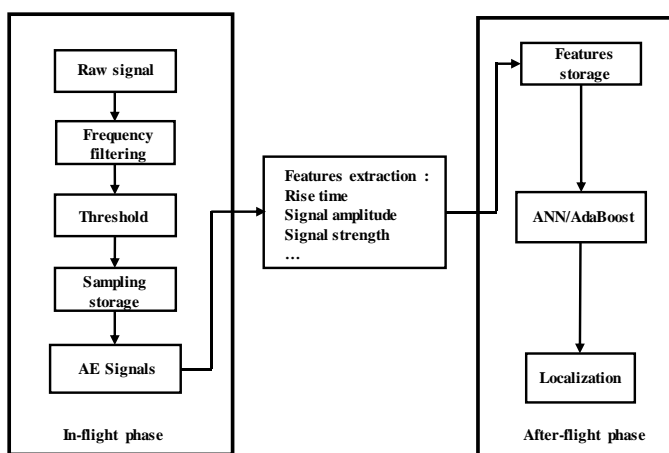 Raw signal
Frequency
filtering
Threshold
Sampling
storage
AE Signals
In-flight phase
Features extraction :
Rise time
Signal amplitude
Signal strength
…
Features
storage
ANN/AdaBoost
Localization
After-flight phase